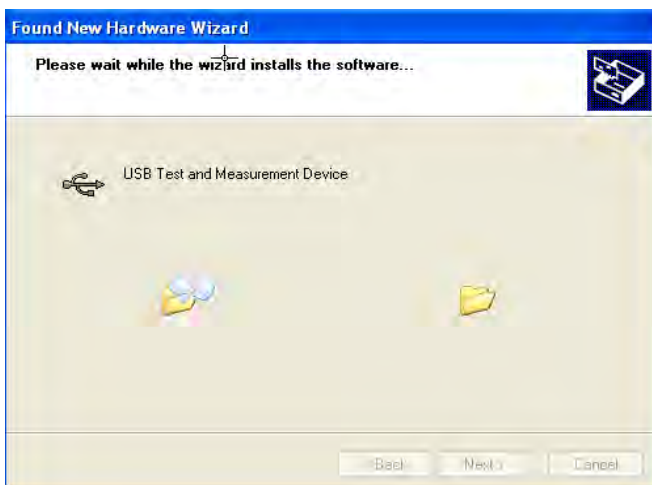 Found New Hardware Wizard
Please wait while the wizard installs the software...
USB Test and Measurement Device
< Back
Next >
Cancel